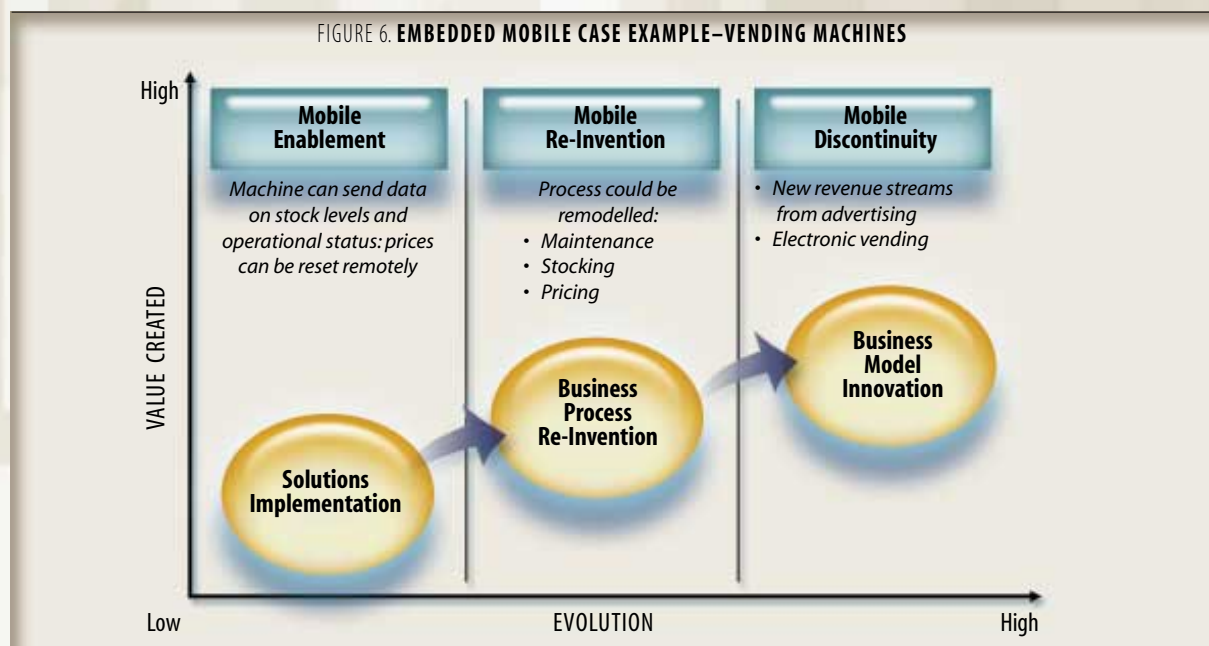 FIGURE 6. EMBEDDED MOBILE CASE EXAMPLE–VENDING MACHINES
High
Mobile
Enablement
Machine can send data
on stock levels and
operational status: prices
can be reset remotely
Mobile
Re-Invention
Process could be
remodelled:
• Maintenance
• Stocking
• Pricing
Mobile
Discontinuity
• New revenue streams
from advertising
• Electronic vending
VALUE CREATED
Solutions
Implementation
Business
Process
Re-Invention
Business
Model
Innovation
Low
EVOLUTION
High